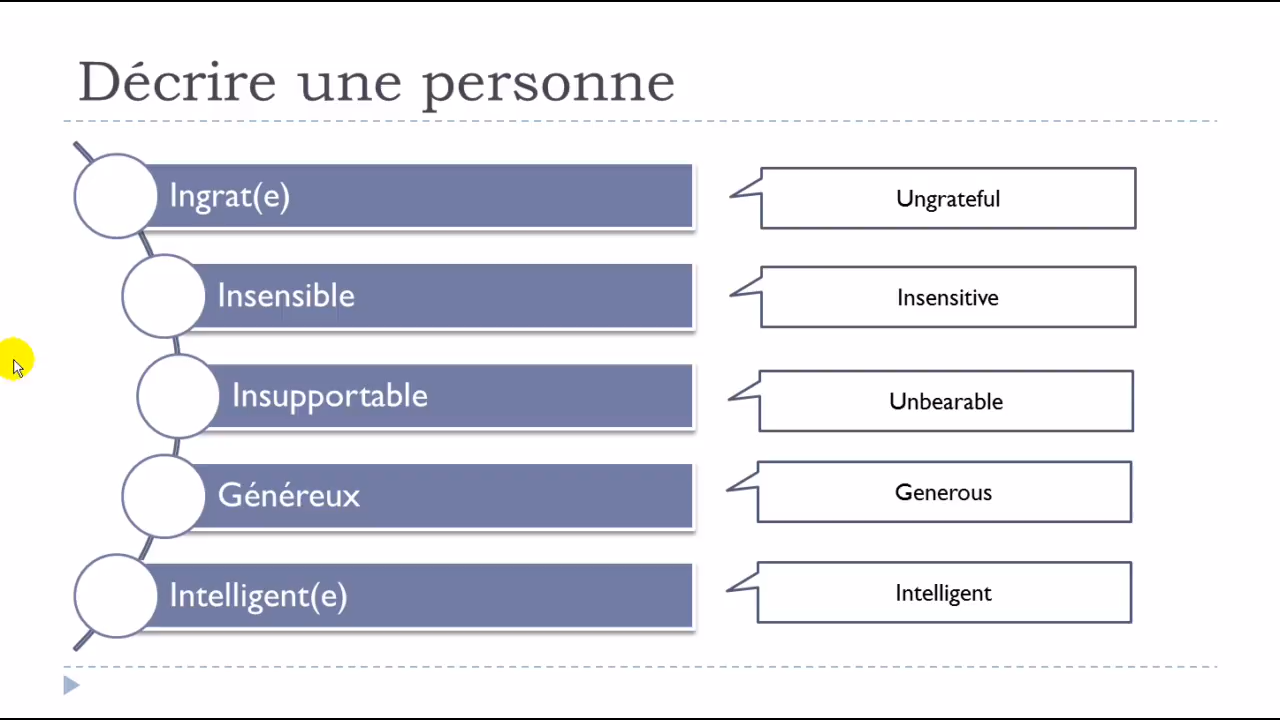 Décrire une personne
Ingrat(e)
Ungrateful
Insensible
Insensitive
Insupportable
Unbearable
Généreux
Generous
Intelligent(e)
Intelligent